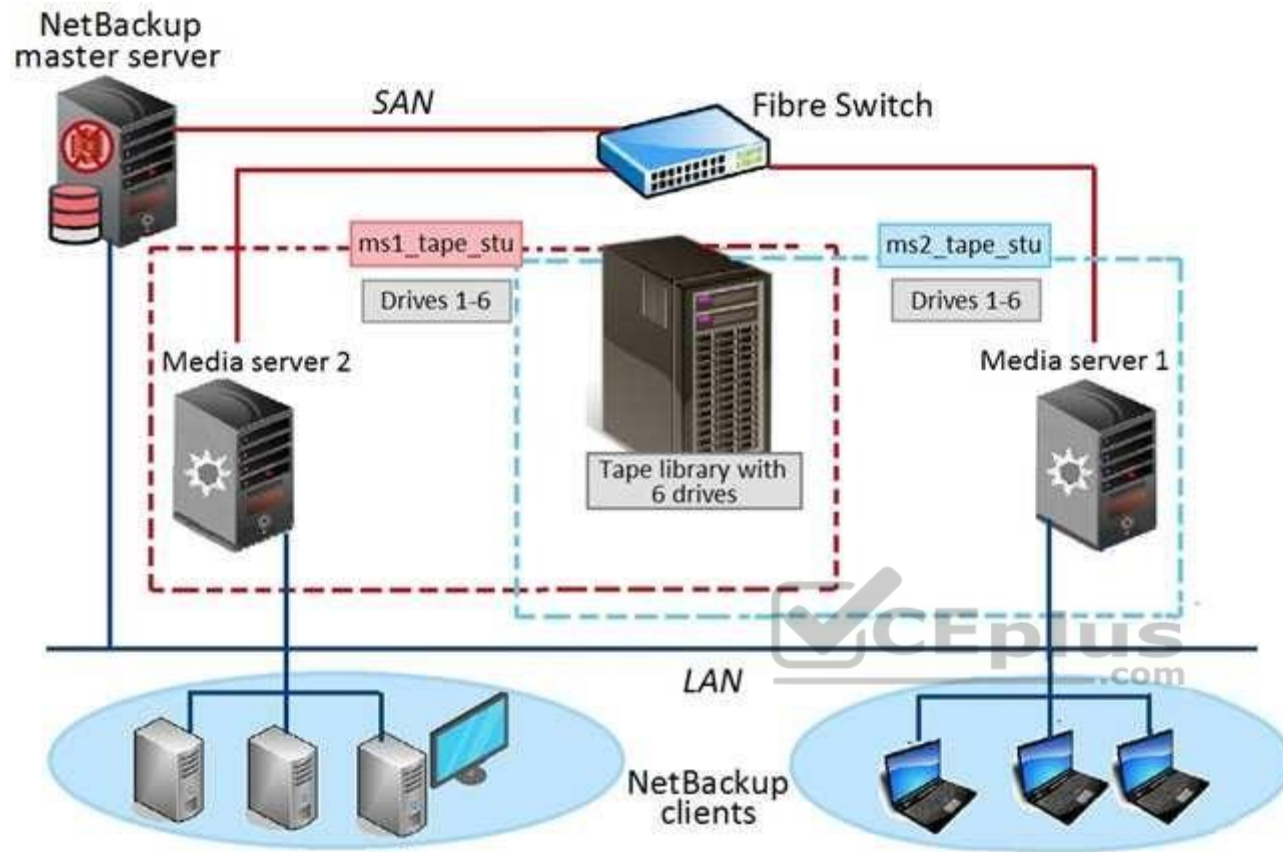 NetBackup
master server
SAN
Fibre Switch
ms1_tape_stu
ms2_tape_stu
Drives 1-6
Drives 1-6
Media server 2
Media server 1
Tape library with
6 drives
CEplus
.com
LAN
NetBackup
clients